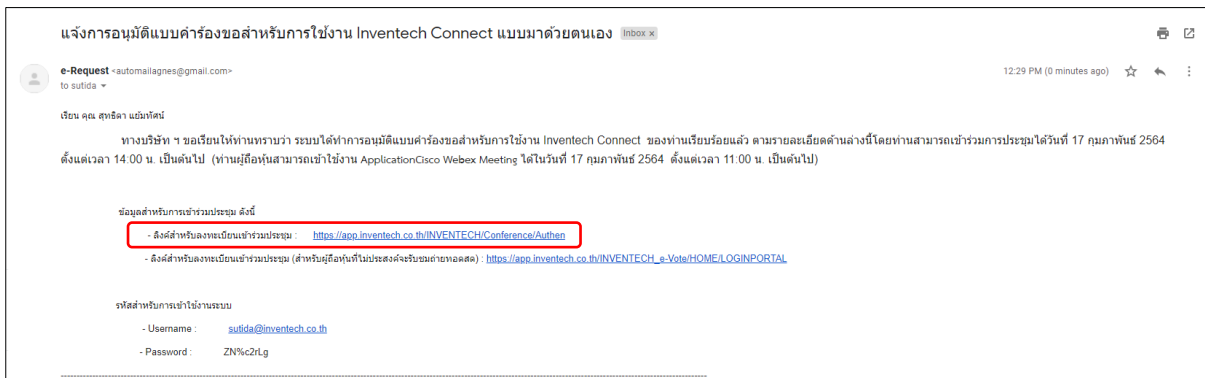 แจ้งการอนุมัติแบบคำร้องขอสำหรับการใช้งาน Inventech Connect แบบมาด้วยตนเอง Inbox x
e-Request <automailagnes@gmail.com> 12:29 PM (0 minutes ago)
to sutida
เรียน คุณ สุทธิดา แย้มทัศน์
ทางบริษัท ฯ ขอเรียนให้ท่านทราบว่า ระบบได้ทำการอนุมัติแบบคำร้องขอสำหรับการใช้งาน Inventech Connect ของท่านเรียบร้อยแล้ว ตามรายละเอียดด้านล่างนี้โดยท่านสามารถเข้าร่วมการประชุมได้วันที่ 17 กุมภาพันธ์ 2564
ตั้งแต่เวลา 14:00 น. เป็นต้นไป (ท่านผู้ถือหุ้นสามารถเข้าใช้งาน ApplicationCisco Webex Meeting ได้ในวันที่ 17 กุมภาพันธ์ 2564 ตั้งแต่เวลา 11:00 น. เป็นต้นไป)
ข้อมูลสำหรับการเข้าร่วมประชุม ดังนี้
- ลิงค์สำหรับลงทะเบียนเข้าร่วมประชุม : https://app.inventech.co.th/INVENTECH/Conference/Authen
- ลิงค์สำหรับลงทะเบียนเข้าร่วมประชุม (สำหรับผู้ถือหุ้นที่ไม่ประสงค์จะรับชมถ่ายทอดสด) : https://app.inventech.co.th/INVENTECH_e-Vote/HOME/LOGINPORTAL
รหัสสำหรับการเข้าใช้งานระบบ
- Username : sutida@inventech.co.th
- Password : ZN%c2rLg